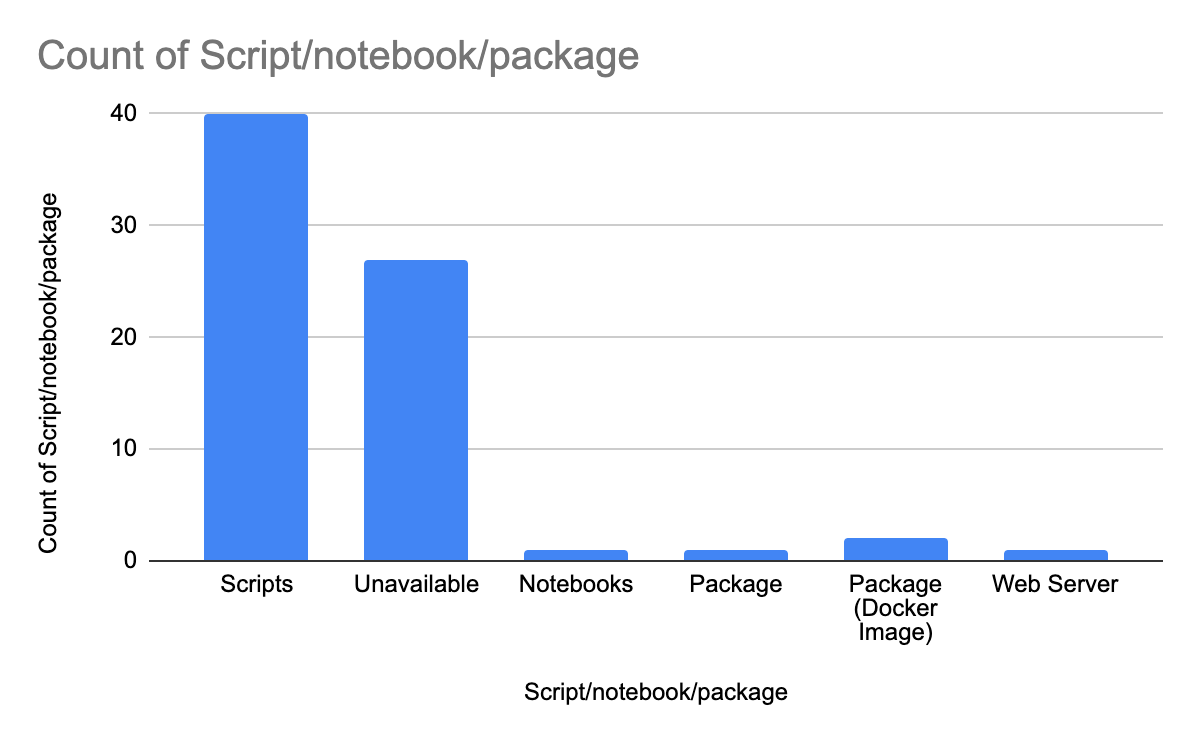 Count of Script/notebook/package
Count of Script/notebook/package
40
30
20
10
0
Scripts
Unavailable
Notebooks
Package
Package
(Docker
Image)
Web Server
Script/notebook/package